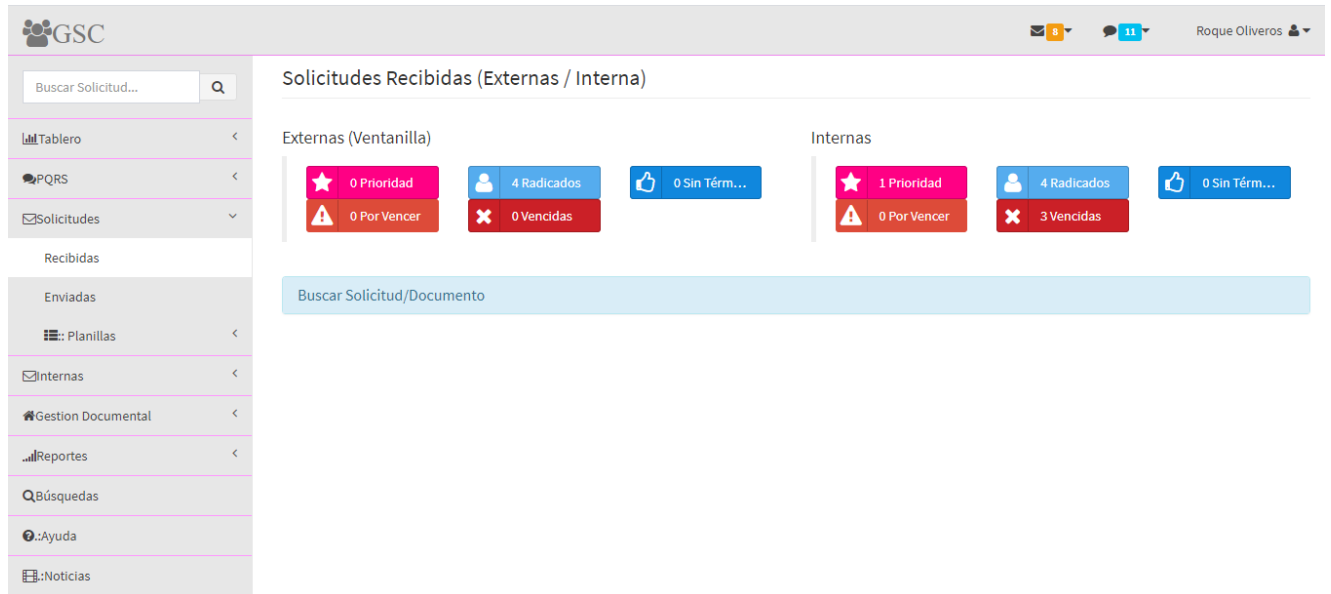 GSC
8
11
Roque Oliveros
Buscar Solicitud...
Tablero
PQRS
Solicitudes
Recibidas
Enviadas
:: Planillas
Internas
Gestion Documental
Reportes
Búsquedas
.:Ayuda
.:Noticias
Solicitudes Recibidas (Externas / Interna)
Externas (Ventanilla)
0 Prioridad
4 Radicados
0 Sin Térm...
0 Por Vencer
0 Vencidas
Internas
1 Prioridad
4 Radicados
0 Sin Térm...
0 Por Vencer
3 Vencidas
Buscar Solicitud/Documento